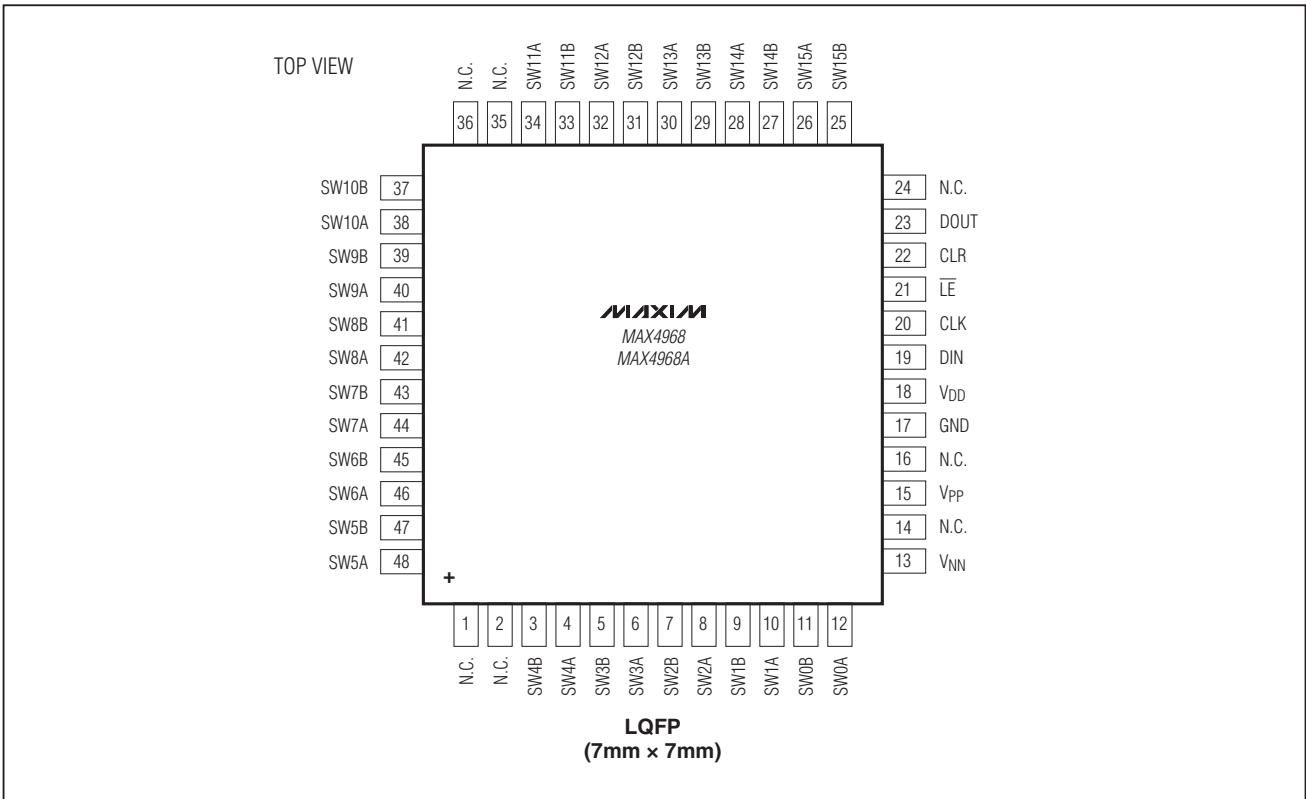 TOP VIEW
N.C. N.C. SW11A SW11B SW12A SW12B SW13A SW13B SW14A SW14B SW15A SW15B
36 35 34 33 32 31 30 29 28 27 26 25
SW10B 37
SW10A 38
SW9B 39
SW9A 40
SW8B 41
SW8A 42
SW7B 43
SW7A 44
SW6B 45
SW6A 46
SW5B 47
SW5A 48
MAXIM
MAX4968
MAX4968A
24 N.C.
23 DOUT
22 CLR
21 L̅E̅
20 CLK
19 DIN
18 VDD
17 GND
16 N.C.
15 VPP
14 N.C.
13 VNN
+
1 2 3 4 5 6 7 8 9 10 11 12
N.C. N.C. SW4B SW4A SW3B SW3A SW2B SW2A SW1B SW1A SW0B SW0A
LQFP
(7mm × 7mm)